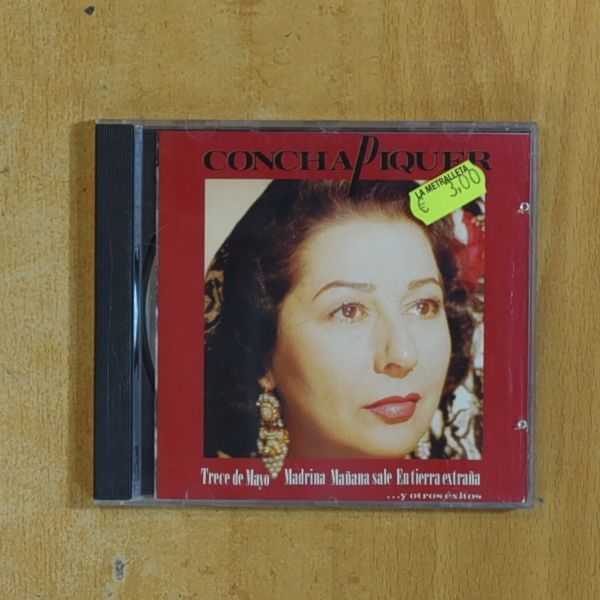 CONCHA PIQUER
LA METRALLETA
€ 3,00
Trece de Mayo Madrina Mañana sale En tierra extraña
...y otros éxitos